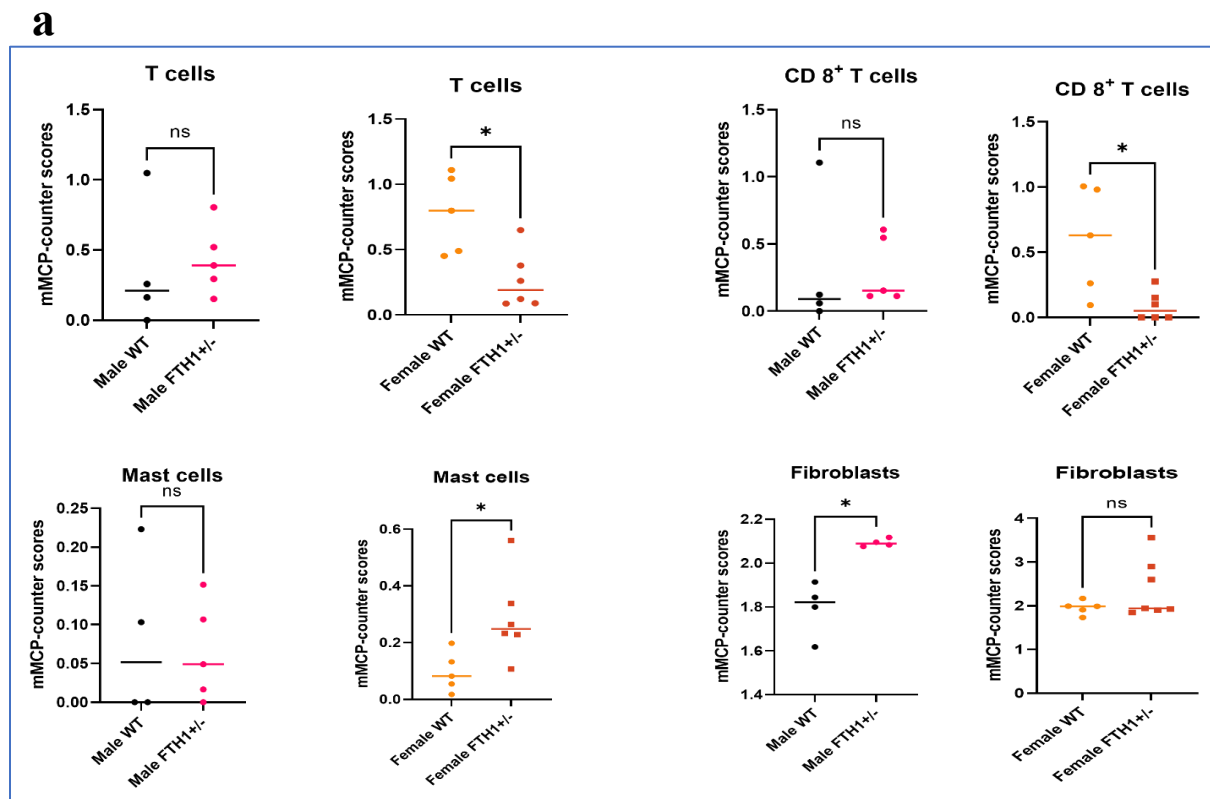 a
T cells
ns
mMCP-counter scores
1.5
1.0
0.5
0.0
Male WT
Male FTH1+/-
T cells
*
mMCP-counter scores
1.5
1.0
0.5
0.0
Female WT
Female FTH1+/-
CD 8⁺ T cells
ns
mMCP-counter scores
1.5
1.0
0.5
0.0
Male WT
Male FTH1+/-
CD 8⁺ T cells
*
mMCP-counter scores
1.5
1.0
0.5
0.0
Female WT
Female FTH1+/-
Mast cells
ns
mMCP-counter scores
0.25
0.20
0.15
0.10
0.05
0.00
Male WT
Male FTH1+/-
Mast cells
*
mMCP-counter scores
0.6
0.4
0.2
0.0
Female WT
Female FTH1+/-
Fibroblasts
*
mMCP-counter scores
2.2
2.0
1.8
1.6
1.4
Male WT
Male FTH1+/-
Fibroblasts
ns
mMCP-counter scores
4
3
2
1
0
Female WT
Female FTH1+/-